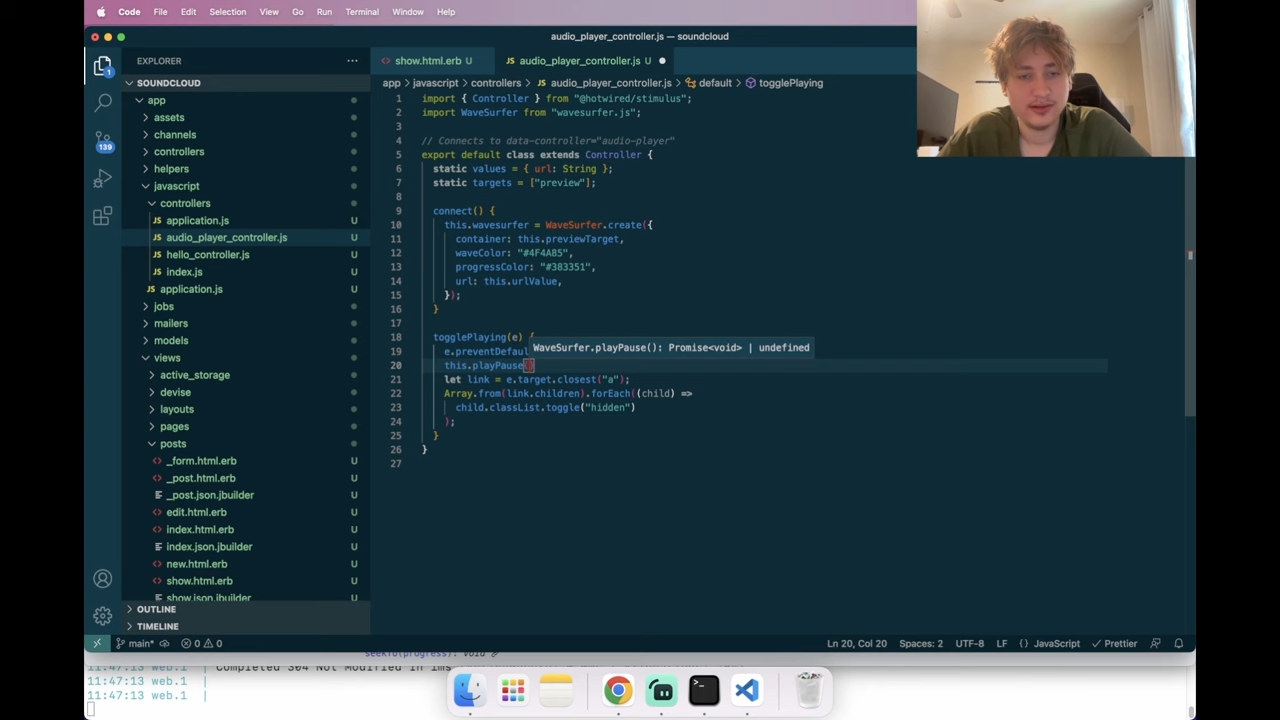 Code File Edit Selection View Go Run Terminal Window Help
audio_player_controller.js — soundcloud
EXPLORER
SOUNDCLOUD
app
assets
channels
controllers
helpers
javascript
controllers
JS application.js U
JS audio_player_controller.js U
JS hello_controller.js U
JS index.js U
JS application.js U
jobs
mailers
models
views
active_storage
devise
layouts
pages
posts
_form.html.erb U
_post.html.erb U
_post.json.jbuilder U
edit.html.erb U
index.html.erb U
index.json.jbuilder U
new.html.erb U
show.html.erb U
show.json.jbuilder U
OUTLINE
TIMELINE
1
139
show.html.erb U
JS audio_player_controller.js U
app > javascript > controllers > JS audio_player_controller.js > default > togglePlaying
1 import { Controller } from "@hotwired/stimulus";
2 import WaveSurfer from "wavesurfer.js";
3
4 // Connects to data-controller="audio-player"
5 export default class extends Controller {
6 static values = { url: String };
7 static targets = ["preview"];
8
9 connect() {
10 this.wavesurfer = WaveSurfer.create({
11 container: this.previewTarget,
12 waveColor: "#4F4A85",
13 progressColor: "#383351",
14 url: this.urlValue,
15 });
16 }
17
18 togglePlaying(e) {
WaveSurfer.playPause(): Promise<void> | undefined
19 e.preventDefaul
20 this.playPause()
21 let link = e.target.closest("a");
22 Array.from(link.children).forEach((child) =>
23 child.classList.toggle("hidden")
24 );
25 }
26 }
27
main* 0 0 Ln 20, Col 20 Spaces: 2 UTF-8 LF {} JavaScript Prettier
seekTo(progress): void
11:47:13 web.1 | Completed 304 Not Modified in
11:47:13 web.1 |
11:47:13 web.1 |